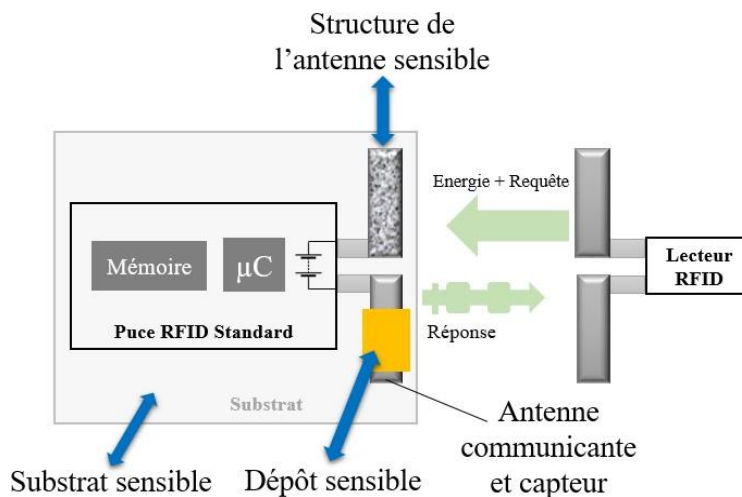 Structure de
l'antenne sensible
Energie + Requête
Mémoire
μC
Lecteur
RFID
Puce RFID Standard
Réponse
Substrat
Antenne
communicante
et capteur
Substrat sensible
Dépôt sensible